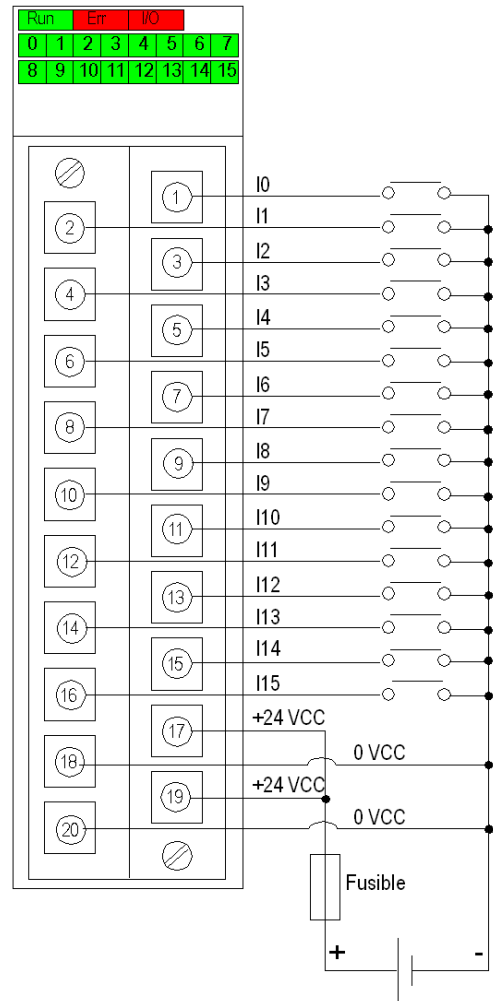 Run Err I/O
0 1 2 3 4 5 6 7
8 9 10 11 12 13 14 15
1 I0
2 I1
3 I2
4 I3
5 I4
6 I5
7 I6
8 I7
9 I8
10 I9
11 I10
12 I11
13 I12
14 I13
15 I14
16 I15
17 +24 VCC
18 0 VCC
19 +24 VCC
20 0 VCC
Fusible
+ -